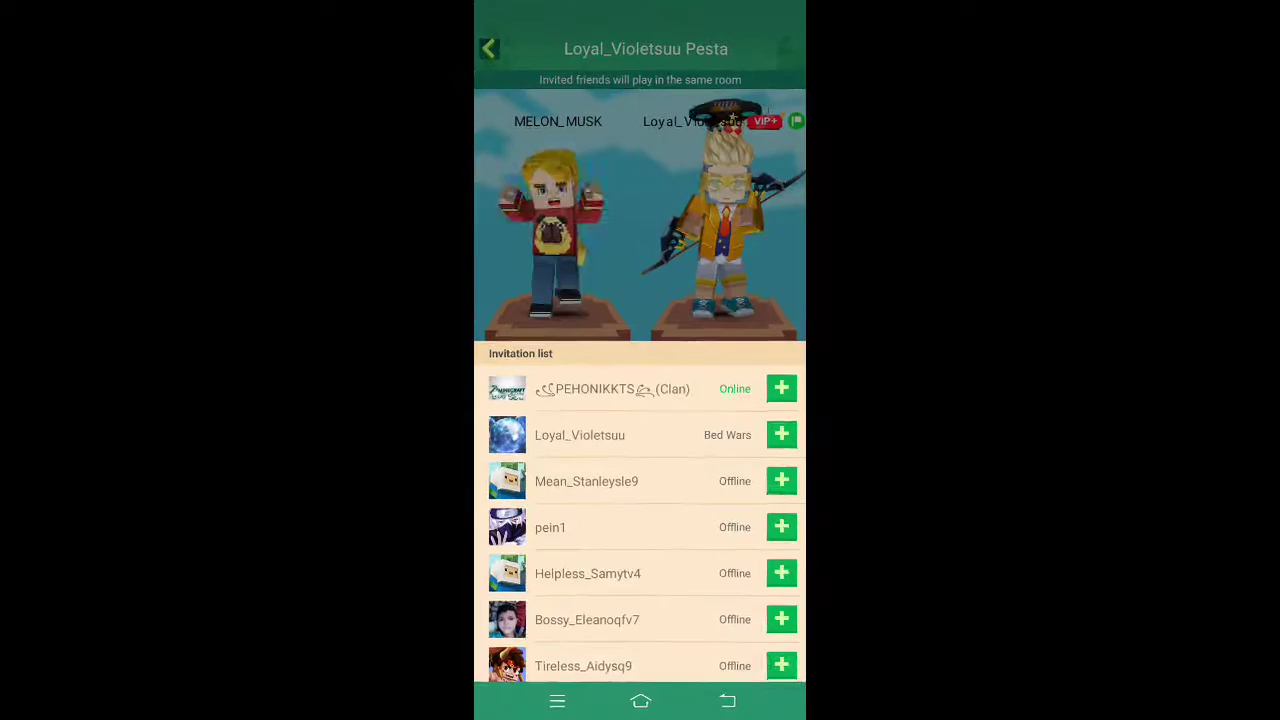 Loyal_Violetsuu Pesta
Invited friends will play in the same room
MELON_MUSK
VIP+
Invitation list
PEHONIKKTS (Clan) Online
Loyal_Violetsuu Bed Wars
Mean_Stanleysle9 Offline
pein1 Offline
Helpless_Samytv4 Offline
Bossy_Eleanoqfv7 Offline
Tireless_Aidysq9 Offline